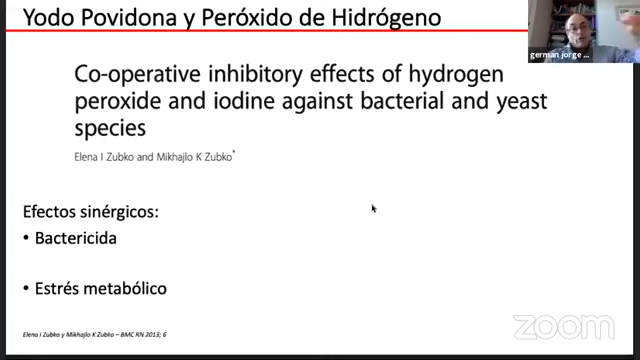 Yodo Povidona y Peróxido de Hidrógeno
german jorge ...
Co-operative inhibitory effects of hydrogen
peroxide and iodine against bacterial and yeast
species
Elena I Zubko and Mikhajlo K Zubko*
Efectos sinérgicos:
• Bactericida
• Estrés metabólico
Elena I Zubko y Mikhajlo K Zubko – BMC RN 2013; 6
zoom